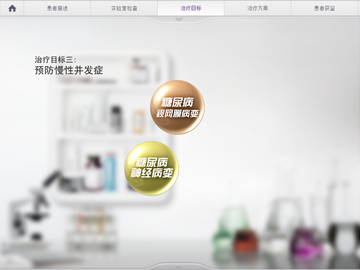 患者描述
实验室检查
治疗目标
治疗方案
患者获益
治疗目标三：
预防慢性并发症
糖尿病
视网膜病变
糖尿病
神经病变